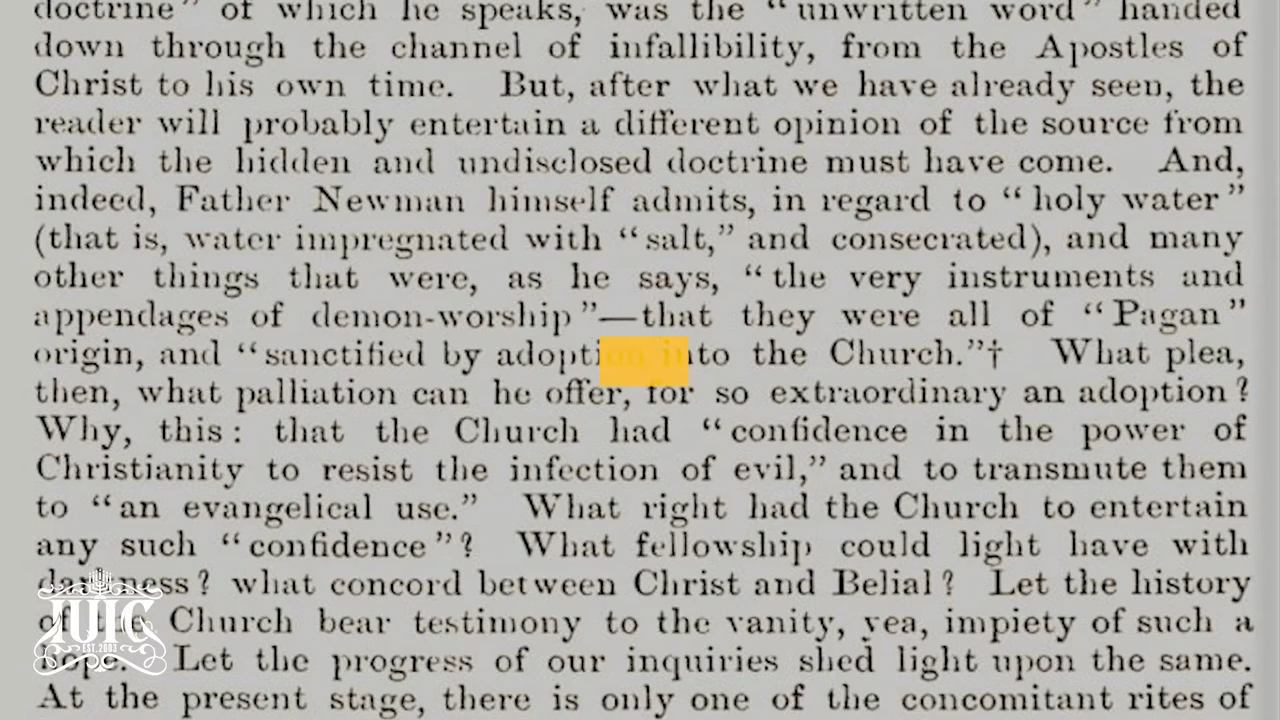 doctrine” of which he speaks, was the “unwritten word” handed
down through the channel of infallibility, from the Apostles of
Christ to his own time. But, after what we have already seen, the
reader will probably entertain a different opinion of the source from
which the hidden and undisclosed doctrine must have come. And,
indeed, Father Newman himself admits, in regard to “holy water”
(that is, water impregnated with “salt,” and consecrated), and many
other things that were, as he says, “the very instruments and
appendages of demon-worship”—that they were all of “Pagan”
origin, and “sanctified by adoption into the Church.”† What plea,
then, what palliation can he offer, for so extraordinary an adoption?
Why, this: that the Church had “confidence in the power of
Christianity to resist the infection of evil,” and to transmute them
to “an evangelical use.” What right had the Church to entertain
any such “confidence”? What fellowship could light have with
darkness? what concord between Christ and Belial? Let the history
of the Church bear testimony to the vanity, yea, impiety of such a
hope. Let the progress of our inquiries shed light upon the same.
At the present stage, there is only one of the concomitant rites of
IUIC
EST. 2003